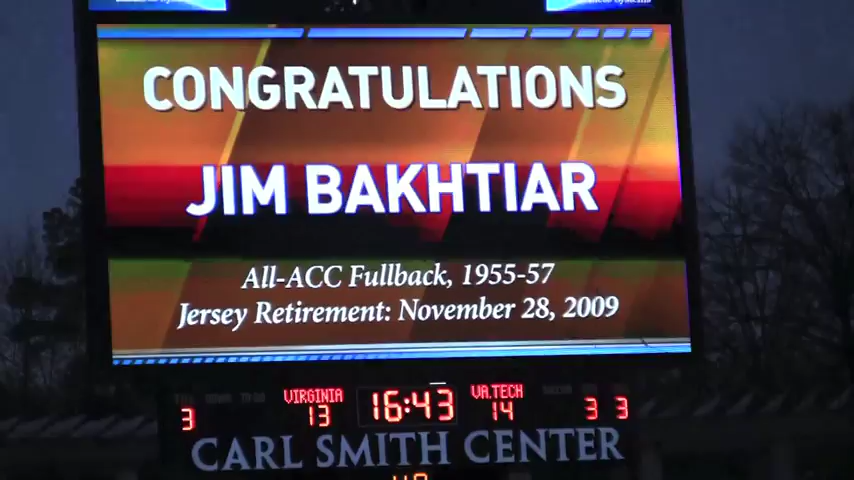 CONGRATULATIONS
JIM BAKHTIAR
All-ACC Fullback, 1955-57
Jersey Retirement: November 28, 2009
3 VIRGINIA 13 16:43 VA.TECH 14 3 3
CARL SMITH CENTER